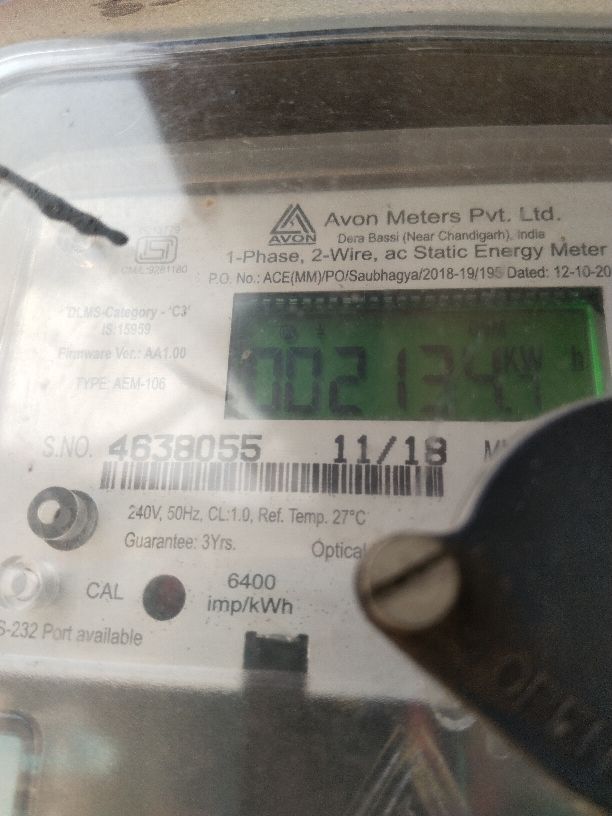 Avon Meters Pvt. Ltd.
AVON
Dera Bassi (Near Chandigarh), India
1-Phase, 2-Wire, ac Static Energy Meter
CM/L:9281180
P.O. No.: ACE(MM)/PO/Saubhagya/2018-19/195 Dated: 12-10-20
'DLMS-Category - 'C3'
IS:15959
Firmware Ver.: AA1.00
TYPE: AEM-106
KW h
S.NO. 4638055 11/18
240V, 50Hz, CL:1.0, Ref. Temp. 27°C
Guarantee: 3Yrs. Optical
CAL 6400
imp/kWh
S-232 Port available